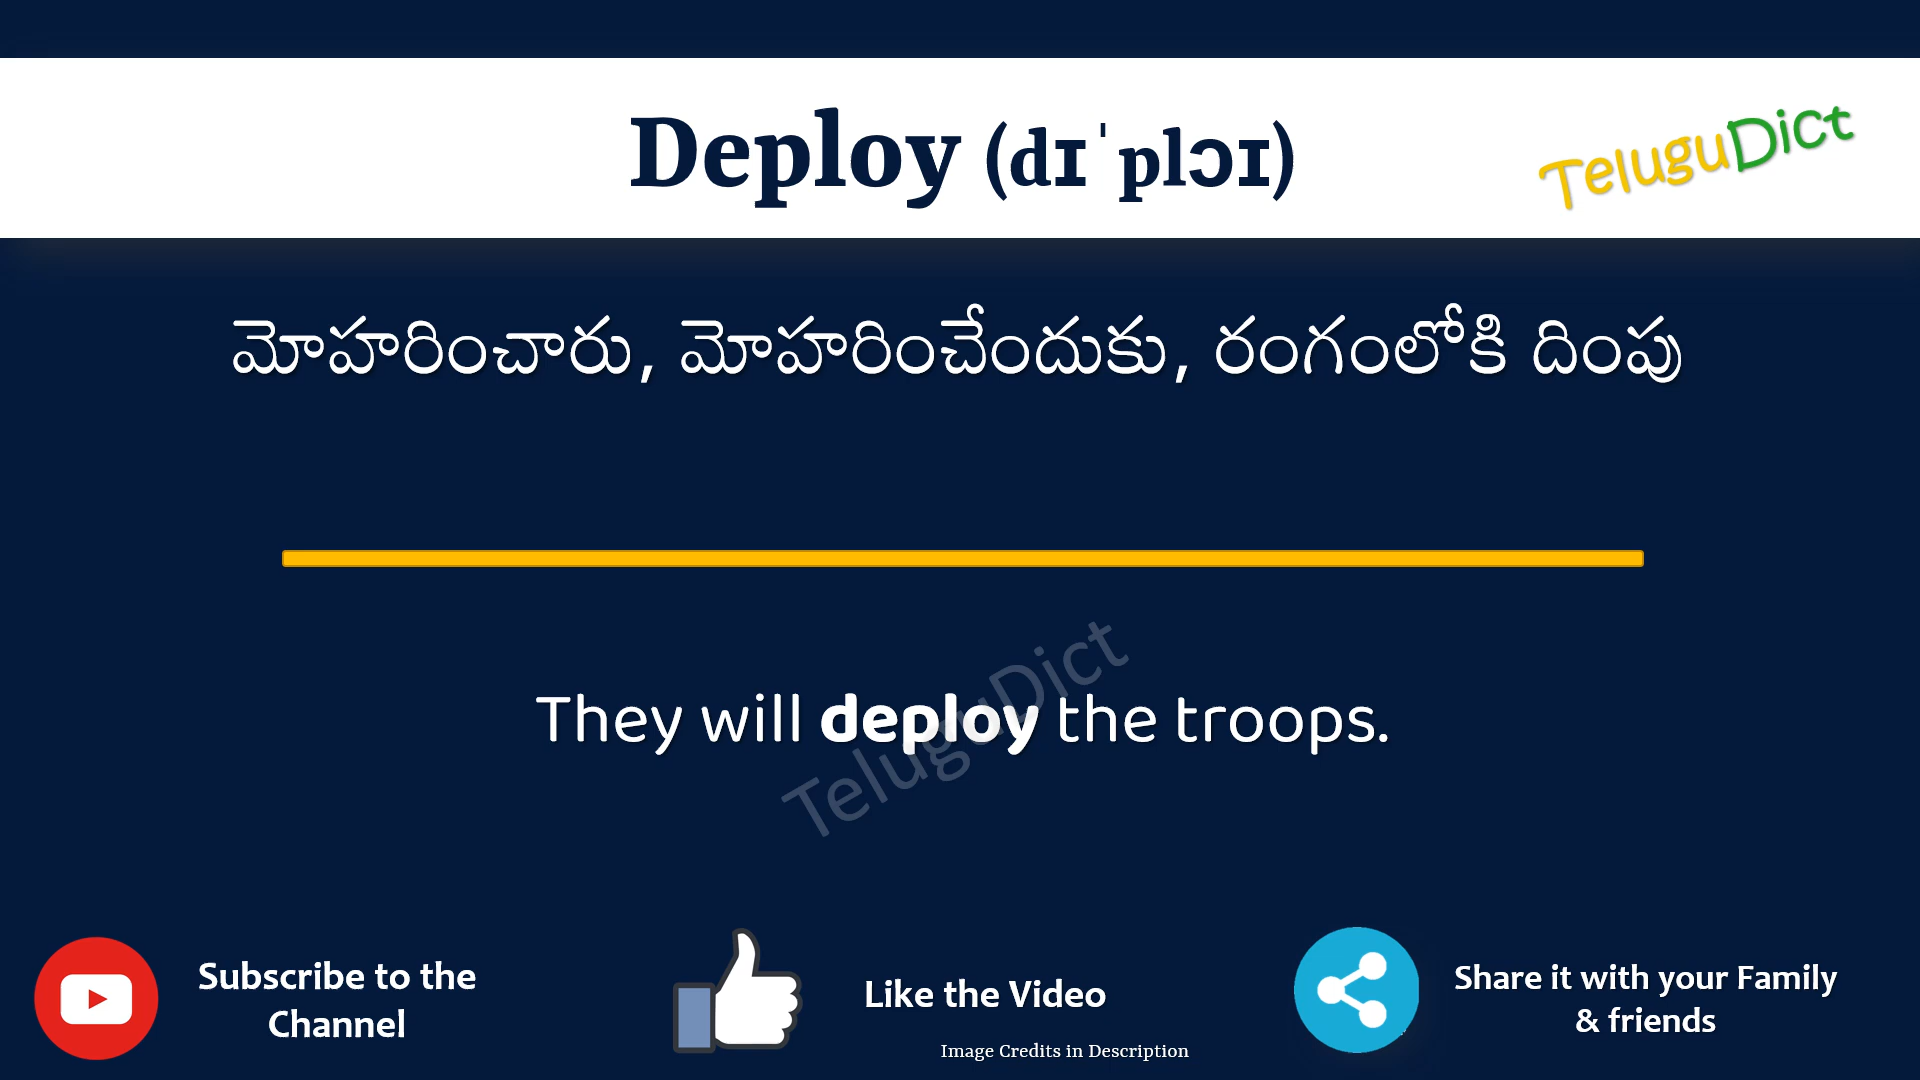 Deploy (dɪˈplɔɪ)
TeluguDict
మోహరించారు, మోహరించేందుకు, రంగంలోకి దింపు
They will deploy the troops.
TeluguDict
Subscribe to the
Channel
Like the Video
Share it with your Family
& friends
Image Credits in Description